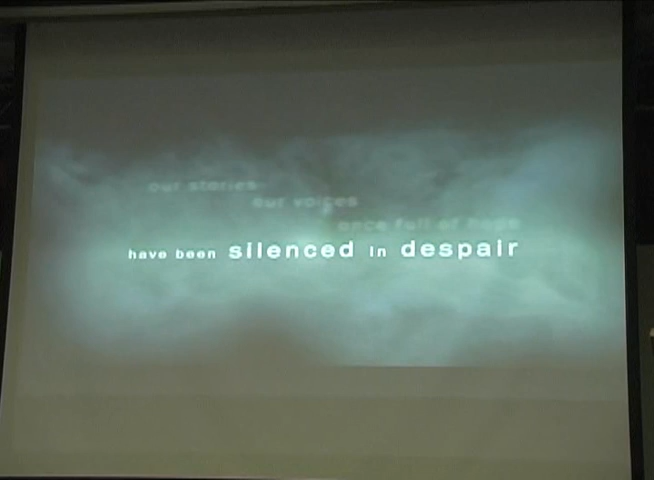 our stories
our voices
once full of hope
have been silenced in despair